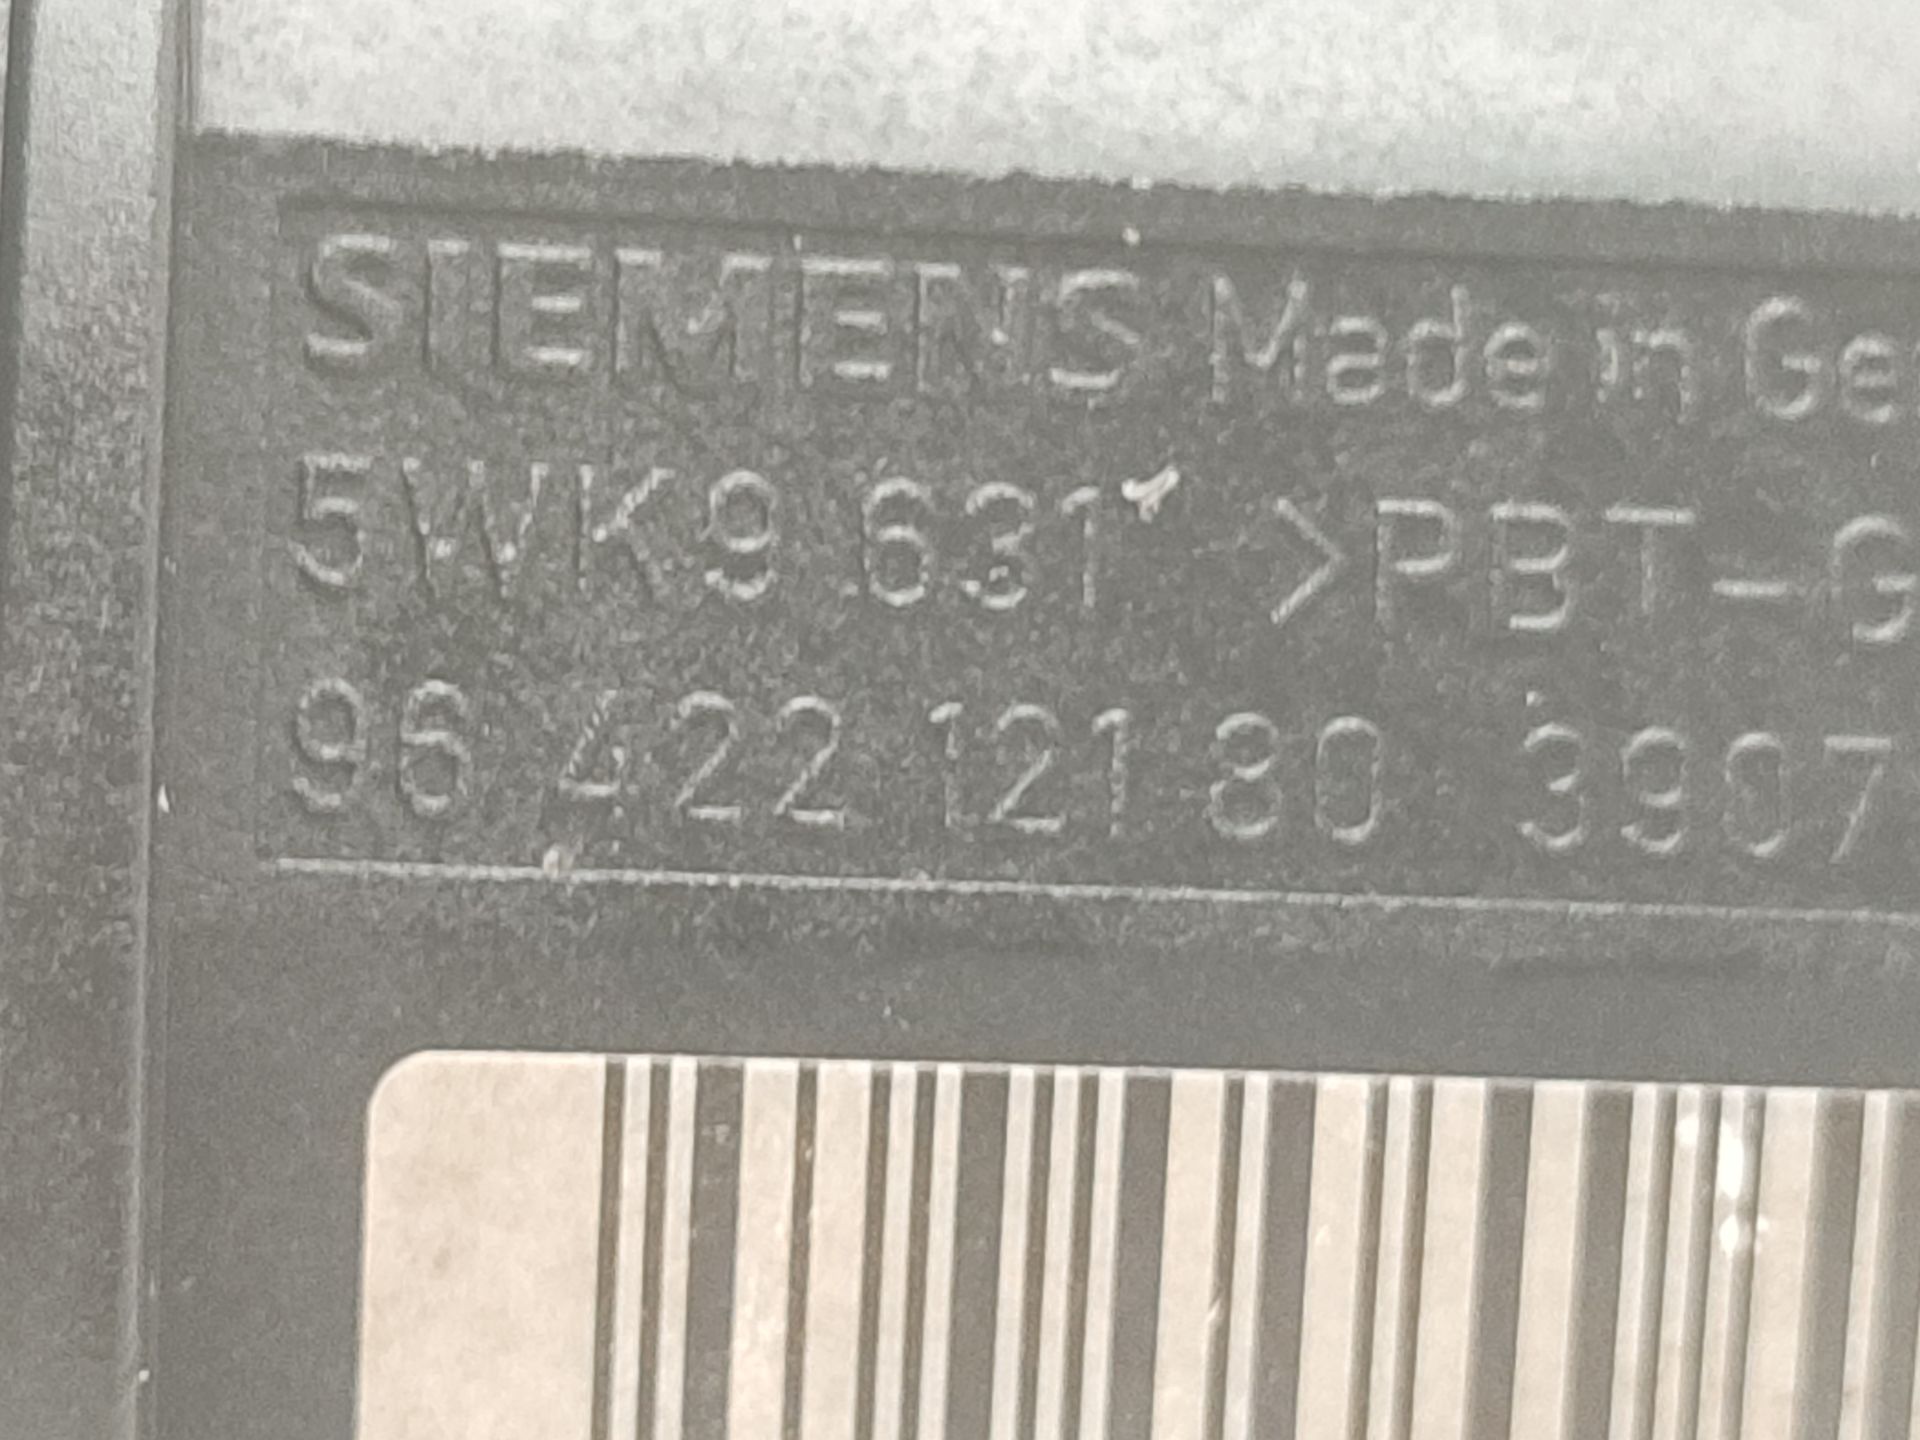 SIEMENS Made in Ge
5WK9 631 >PBT-G
96 422 121 80 3907